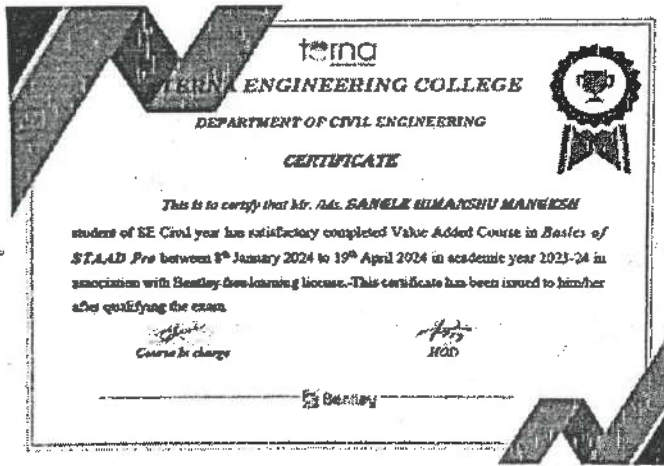 terna
TERNA ENGINEERING COLLEGE
DEPARTMENT OF CIVIL ENGINEERING
CERTIFICATE
This is to certify that Mr. /Ms. SANGLE HIMANSHU MANGESH
student of SE Civil year has satisfactory completed Value Added Course in Basics of
STAAD Pro between 8th January 2024 to 19th April 2024 in academic year 2023-24 in
association with Bentley free learning license. This certificate has been issued to him/her
after qualifying the exam
Course In charge
HOD
Bentley